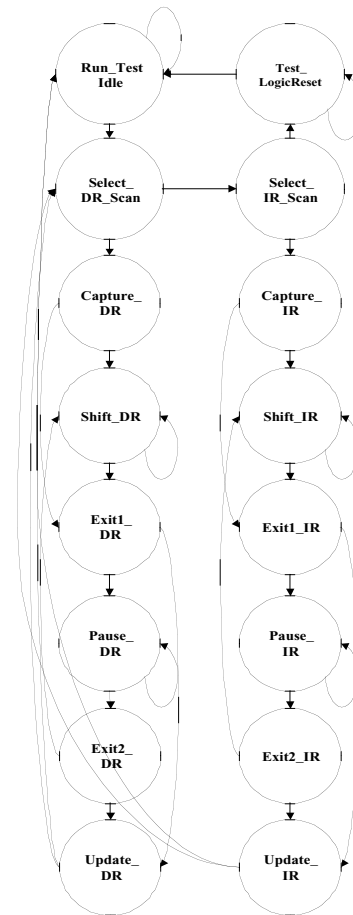 Run_Test
Idle
Test_
LogicReset
Select_
DR_Scan
Select_
IR_Scan
Capture_
DR
Capture_
IR
Shift_DR
Shift_IR
Exit1_
DR
Exit1_IR
Pause_
DR
Pause_
IR
Exit2_
DR
Exit2_IR
Update_
DR
Update_
IR